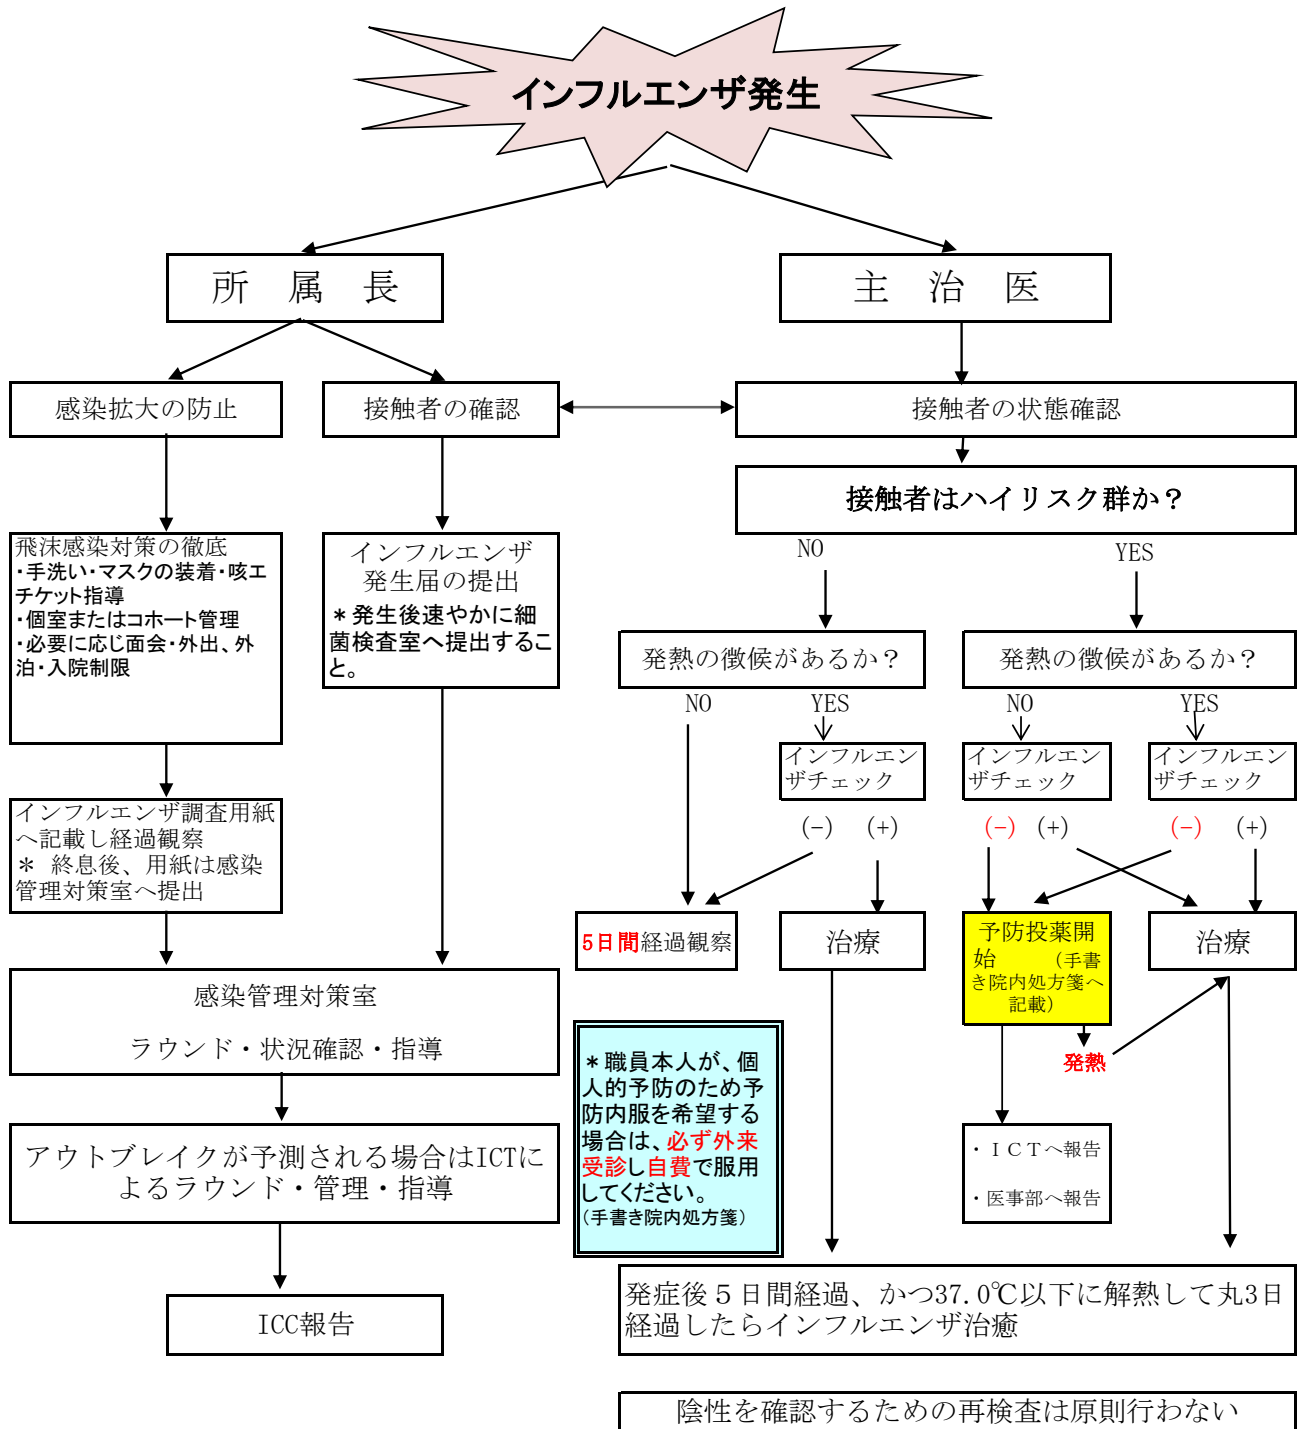 インフルエンザ発生
所　属　長
主　治　医
感染拡大の防止
接触者の確認
接触者の状態確認
接触者はハイリスク群か？
飛沫感染対策の徹底
・手洗い・マスクの装着・咳エ
チケット指導
・個室またはコホート管理
・必要に応じ面会・外出、外
泊・入院制限
インフルエンザ
発生届の提出
＊発生後速やかに細
菌検査室へ提出するこ
と。
NO
YES
発熱の徴候があるか？
発熱の徴候があるか？
NO
YES
NO
YES
インフルエン
ザチェック
インフルエン
ザチェック
インフルエン
ザチェック
(−)
(+)
(−)
(+)
(−)
(+)
インフルエンザ調査用紙
へ記載し経過観察
＊ 終息後、用紙は感染
管理対策室へ提出
5日間経過観察
治療
予防投薬開
始　　（手書
き院内処方箋へ
記載）
治療
発熱
感染管理対策室
ラウンド・状況確認・指導
＊職員本人が、個
人的予防のため予
防内服を希望する
場合は、必ず外来
受診し自費で服用
してください。
（手書き院内処方箋）
・ＩＣＴへ報告
・医事部へ報告
アウトブレイクが予測される場合はICTに
よるラウンド・管理・指導
ICC報告
発症後５日間経過、かつ37.0℃以下に解熱して丸3日
経過したらインフルエンザ治癒
陰性を確認するための再検査は原則行わない